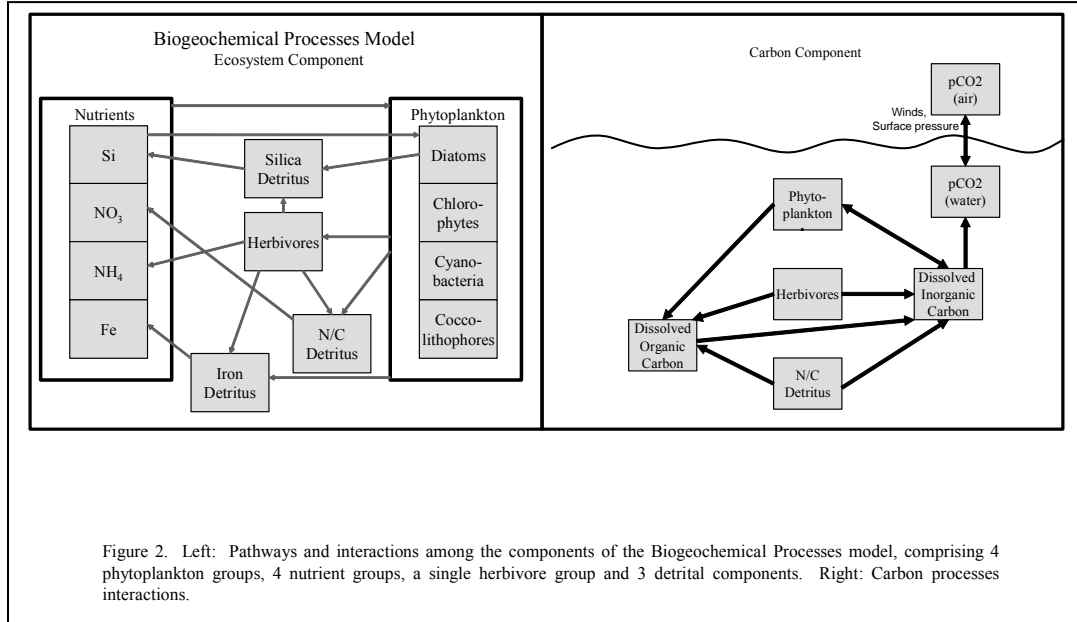 Biogeochemical Processes Model
Ecosystem Component
Nutrients
Si
NO3
NH4
Fe
Silica
Detritus
Herbivores
N/C
Detritus
Iron
Detritus
Phytoplankton
Diatoms
Chloro-
phytes
Cyano-
bacteria
Cocco-
lithophores
Carbon Component
pCO2
(air)
Winds,
Surface pressure
pCO2
(water)
Phyto-
plankton
Herbivores
Dissolved
Inorganic
Carbon
Dissolved
Organic
Carbon
N/C
Detritus
Figure 2. Left: Pathways and interactions among the components of the Biogeochemical Processes model, comprising 4
phytoplankton groups, 4 nutrient groups, a single herbivore group and 3 detrital components. Right: Carbon processes
interactions.